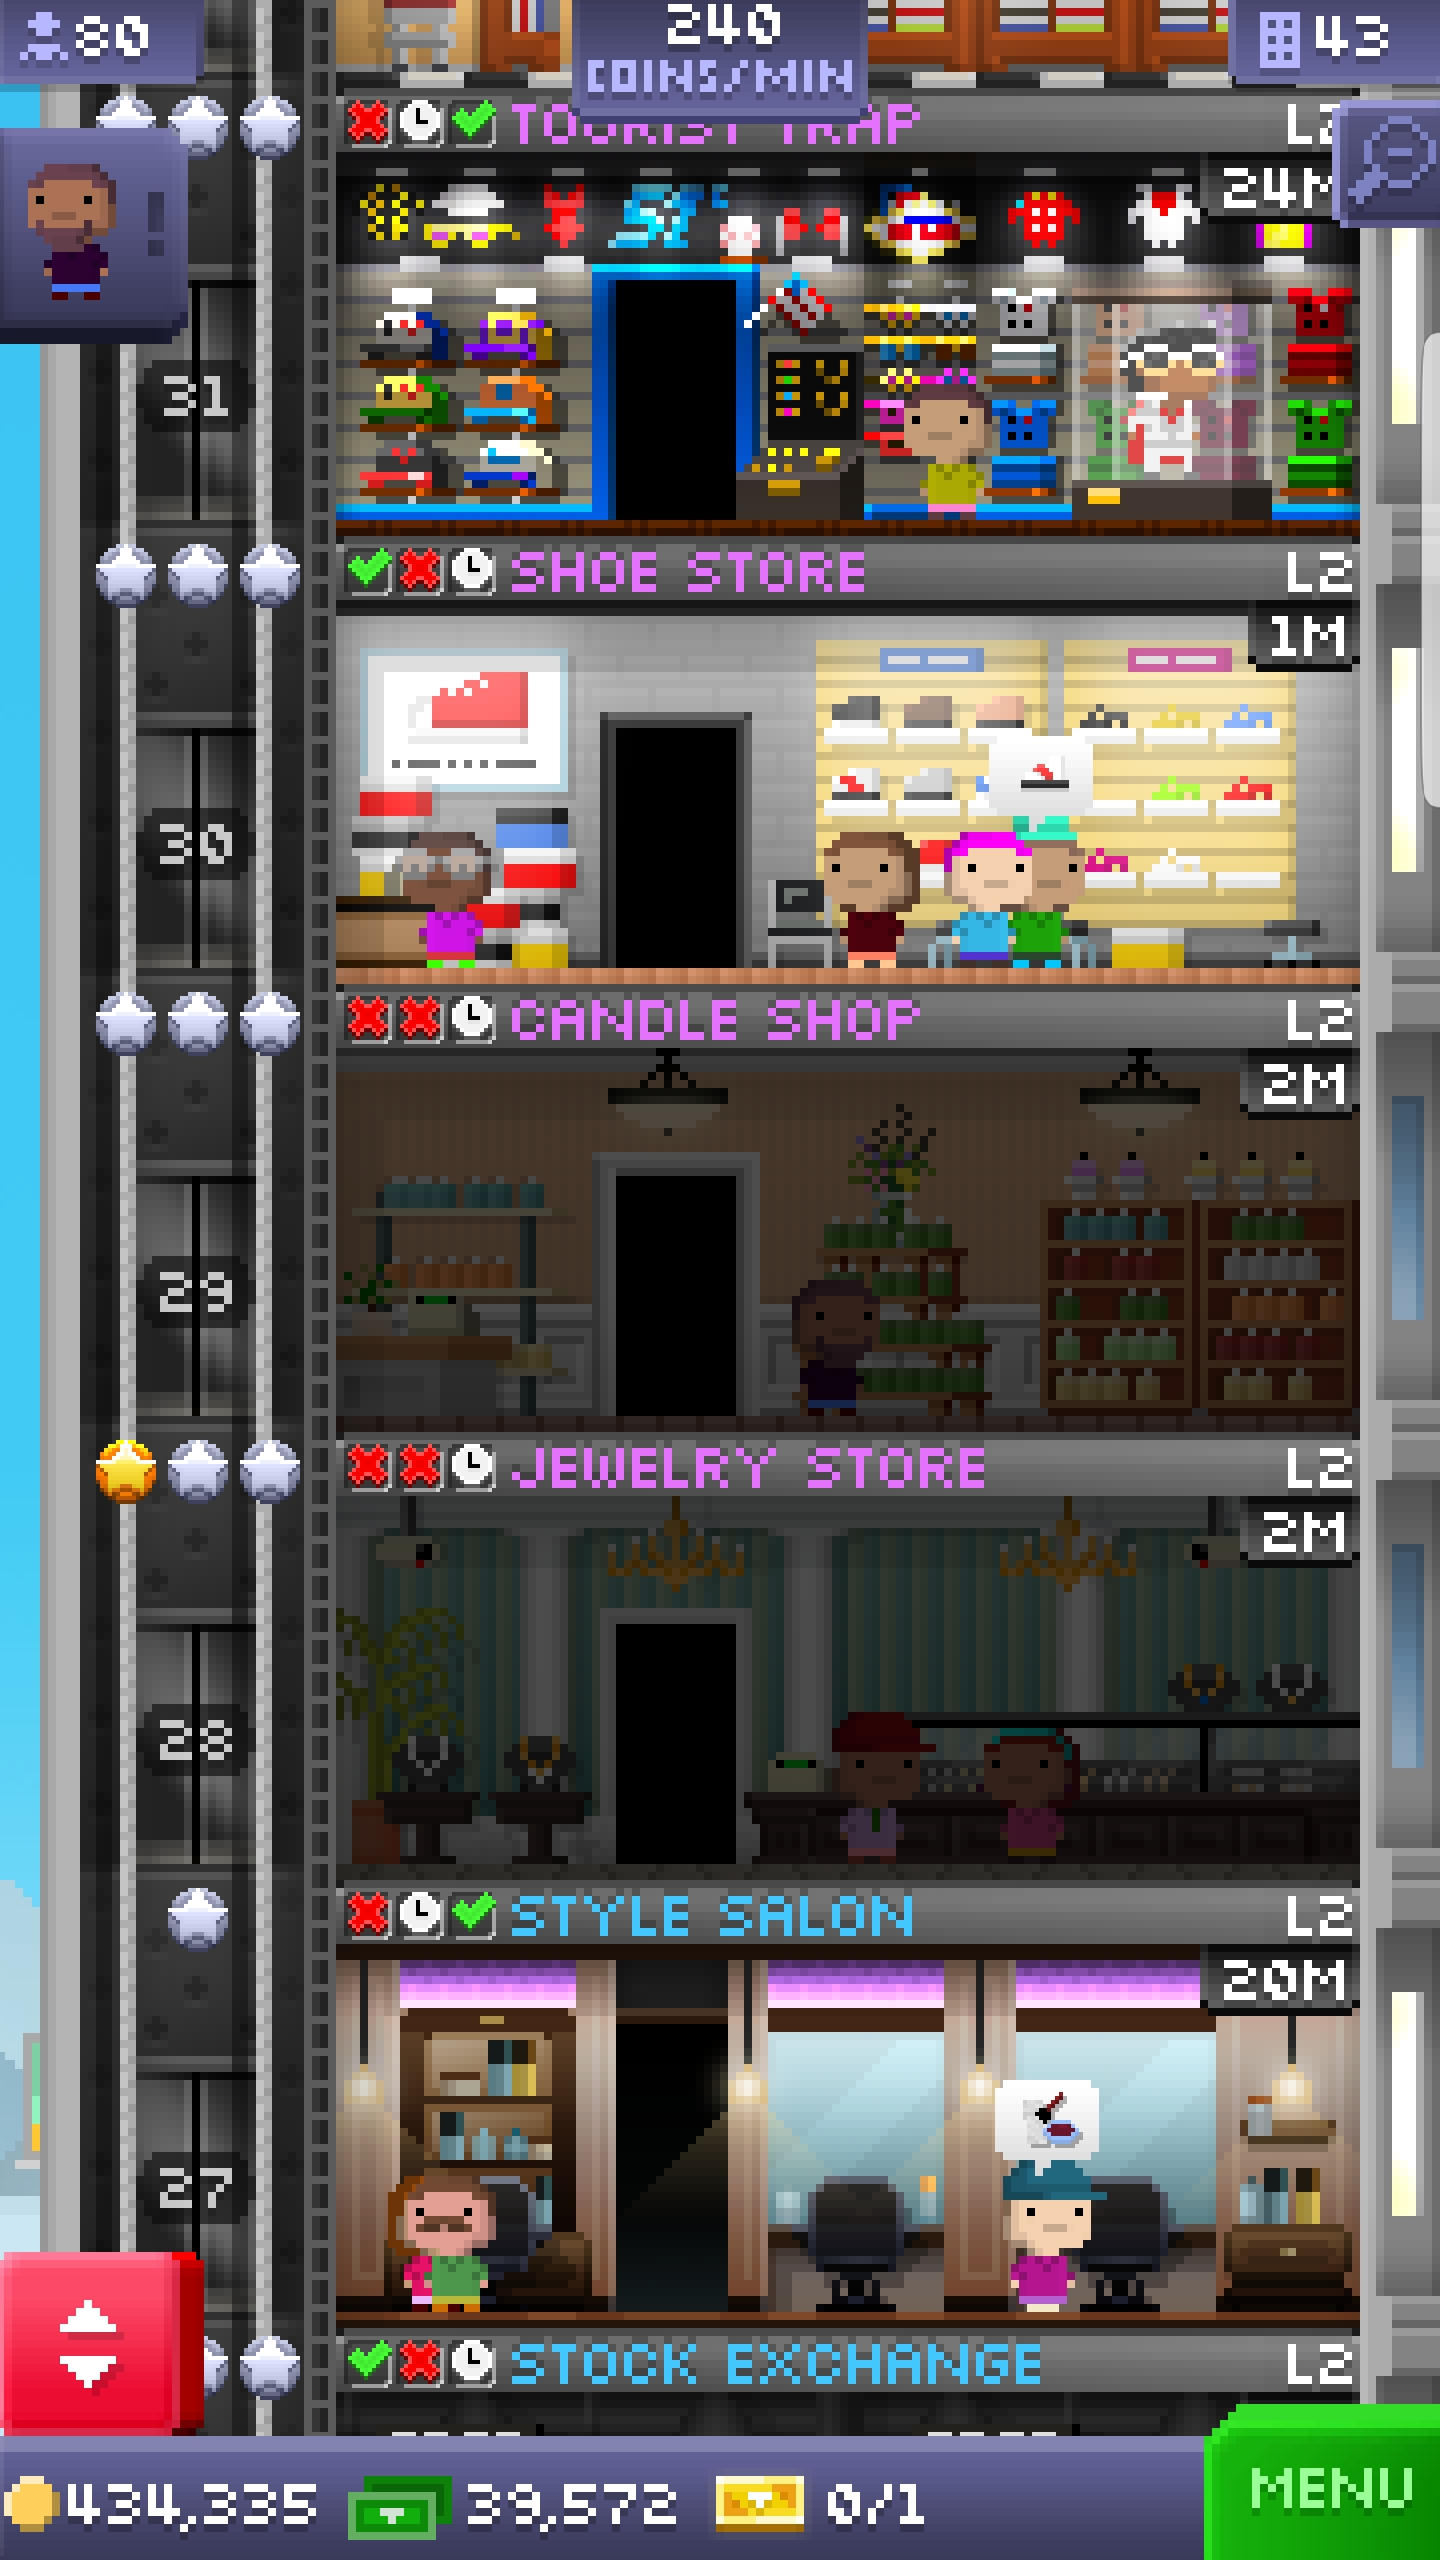 80
240
COINS/MIN
43
TOURIST TRAP
L2
24M
31
SHOE STORE
L2
1M
30
CANDLE SHOP
L2
2M
29
JEWELRY STORE
L2
2M
28
STYLE SALON
L2
20M
27
STOCK EXCHANGE
L2
434,335
39,572
0/1
MENU